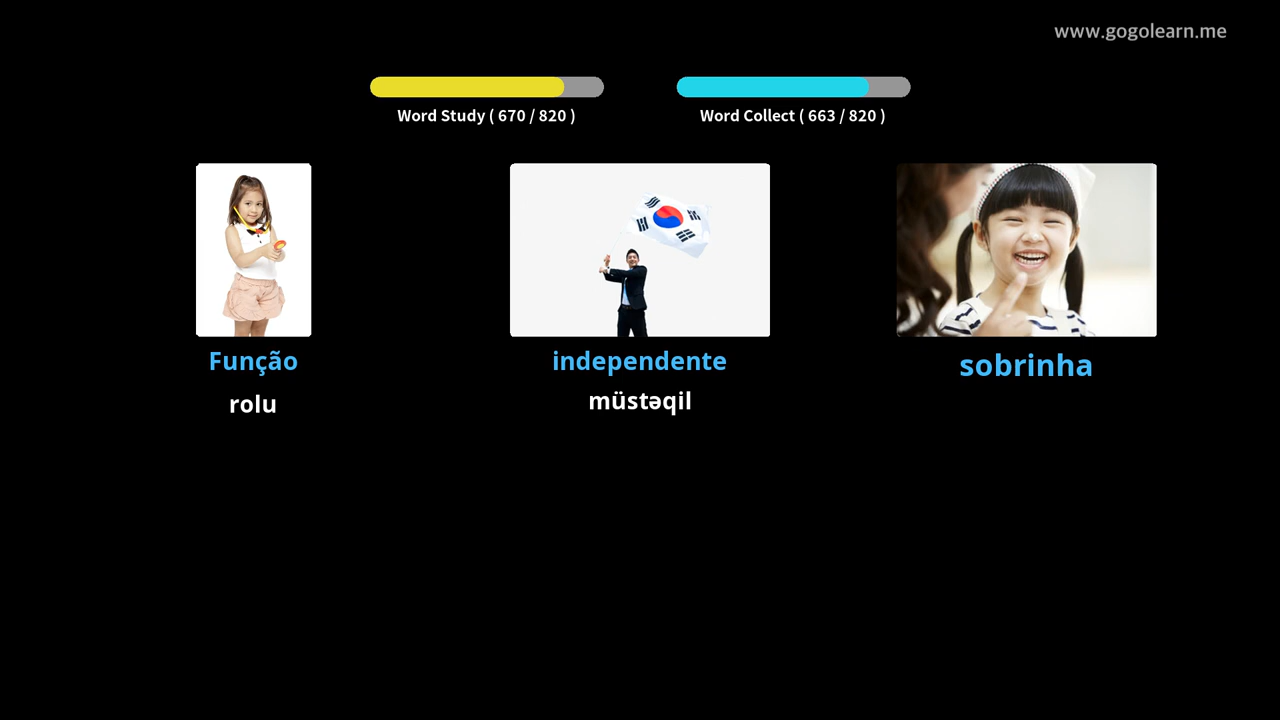 www.gogolearn.me
Word Study ( 670 / 820 )
Word Collect ( 663 / 820 )
Função
rolu
independente
müstəqil
sobrinha